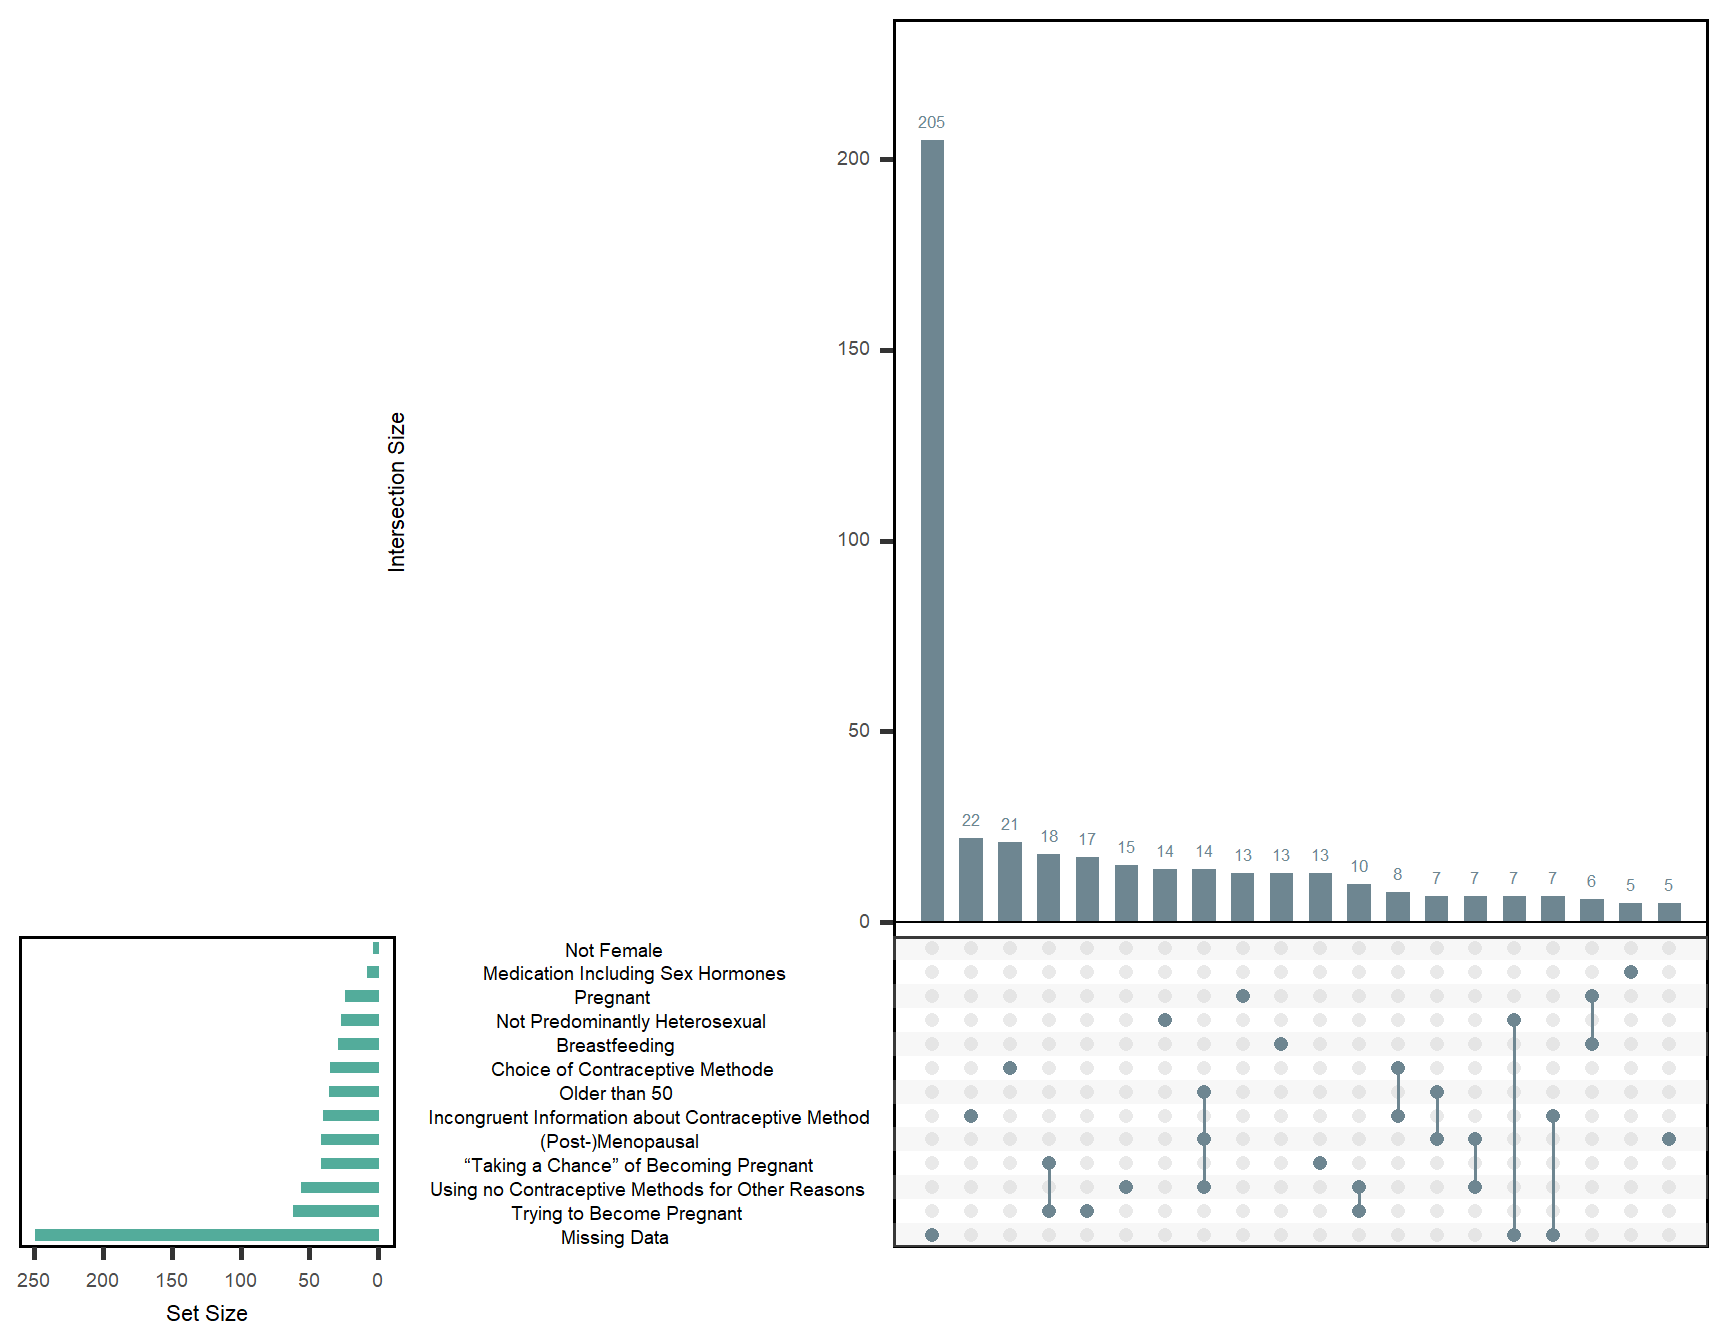 205
200
150
Intersection Size
100
50
22
21
18
17
15
14
14
13
13
13
10
8
7
7
7
7
6
5
5
0
Not Female
Medication Including Sex Hormones
Pregnant
Not Predominantly Heterosexual
Breastfeeding
Choice of Contraceptive Methode
Older than 50
Incongruent Information about Contraceptive Method
(Post-)Menopausal
“Taking a Chance” of Becoming Pregnant
Using no Contraceptive Methods for Other Reasons
Trying to Become Pregnant
Missing Data
250 200 150 100 50 0
Set Size